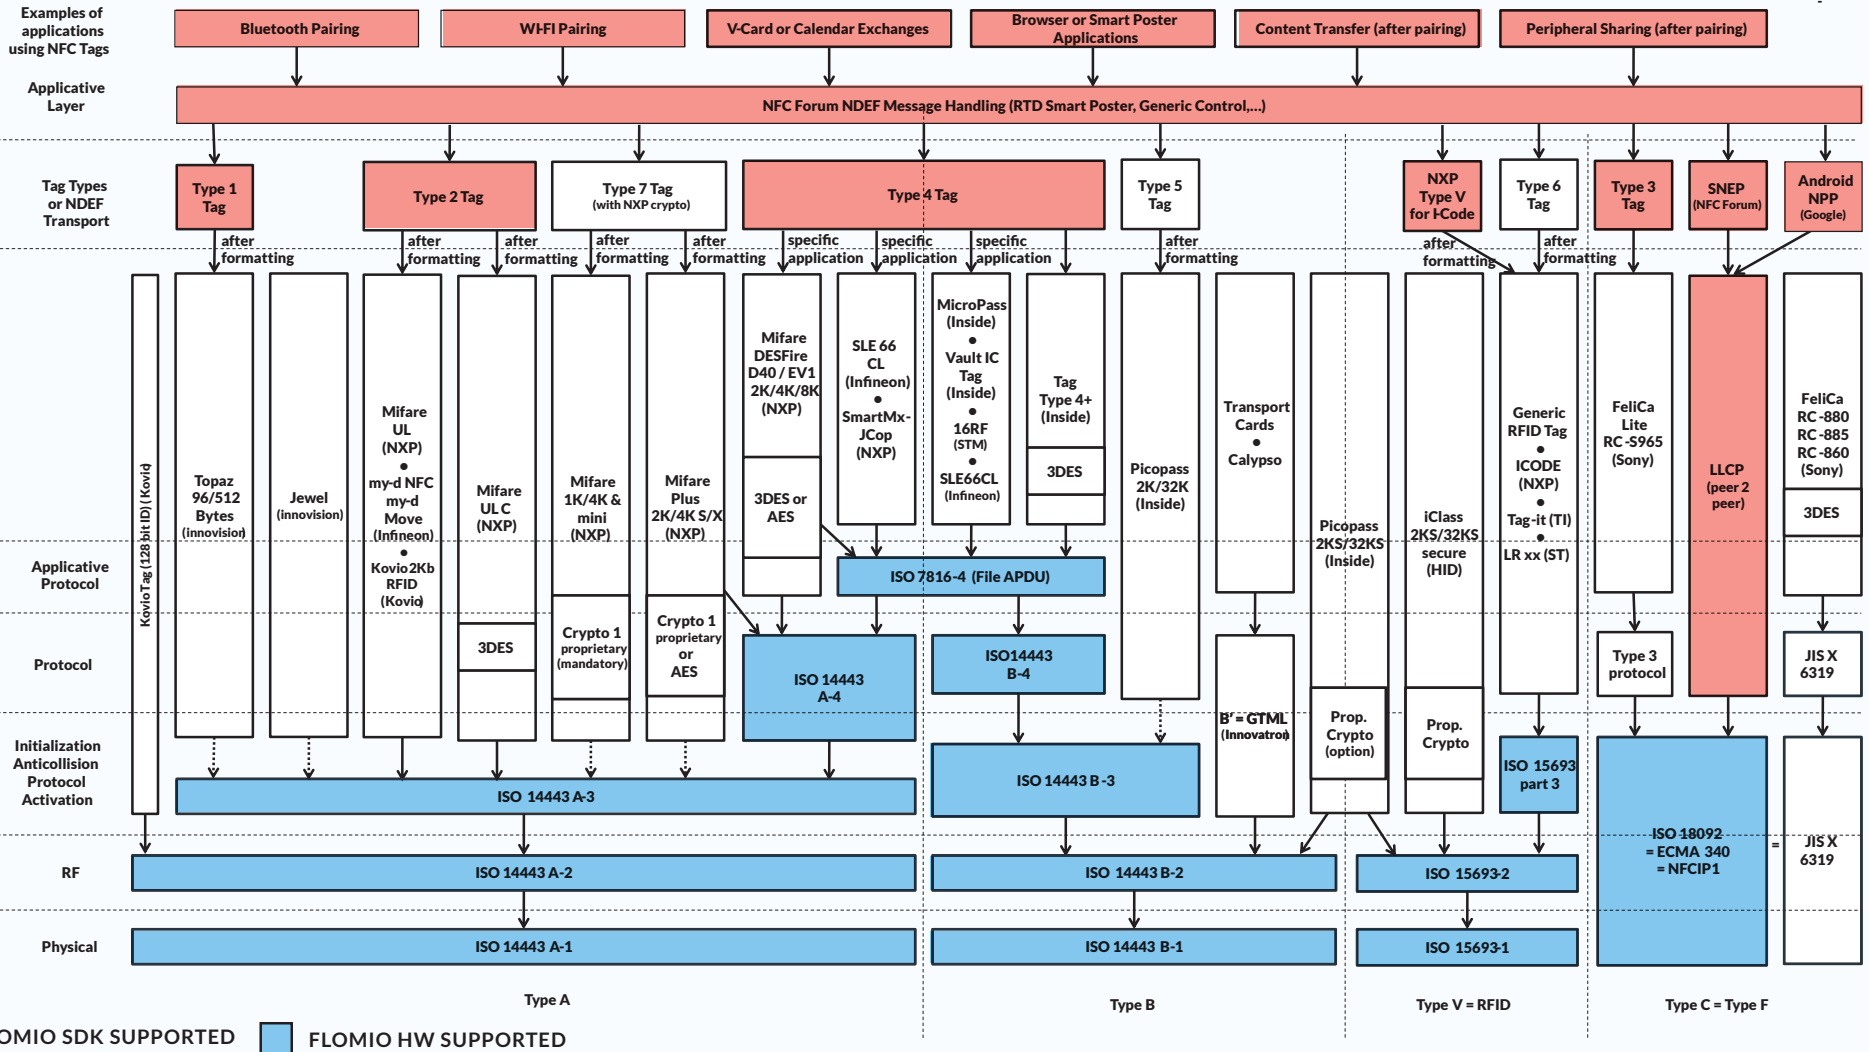 Examples of
applications
using NFC Tags
Bluetooth Pairing
WI-FI Pairing
V-Card or Calendar Exchanges
Browser or Smart Poster
Applications
Content Transfer (after pairing)
Peripheral Sharing (after pairing)
Applicative
Layer
NFC Forum NDEF Message Handling (RTD Smart Poster, Generic Control,...)
Tag Types
or NDEF
Transport
Type 1
Tag
Type 2 Tag
Type 7 Tag
(with NXP crypto)
Type 4 Tag
Type 5
Tag
NXP
Type V
for I-Code
Type 6
Tag
Type 3
Tag
SNEP
(NFC Forum)
Android
NPP
(Google)
after
formatting
after
formatting
after
formatting
after
formatting
after
formatting
specific
application
specific
application
specific
application
after
formatting
after
formatting
after
formatting
KovioTag (128 bit ID) (Kovio)
Topaz
96/512
Bytes
(innovision)
Jewel
(innovision)
Mifare
UL
(NXP)
•
my-d NFC
my-d
Move
(Infineon)
•
Kovio2Kb
RFID
(Kovio)
Mifare
UL C
(NXP)
3DES
Mifare
1K/4K &
mini
(NXP)
Crypto 1
proprietary
(mandatory)
Mifare
Plus
2K/4K S/X
(NXP)
Crypto 1
proprietary
or
AES
Mifare
DESFire
D40 / EV1
2K/4K/8K
(NXP)
3DES or
AES
SLE 66
CL
(Infineon)
•
SmartMx-
JCop
(NXP)
MicroPass
(Inside)
•
Vault IC
Tag
(Inside)
•
16RF
(STM)
•
SLE66CL
(Infineon)
Tag
Type 4+
(Inside)
3DES
Picopass
2K/32K
(Inside)
Transport
Cards
•
Calypso
Picopass
2KS/32KS
(Inside)
Prop.
Crypto
(option)
iClass
2KS/32KS
secure
(HID)
Prop.
Crypto
Generic
RFID Tag
•
ICODE
(NXP)
•
Tag-it (TI)
•
LR xx (ST)
FeliCa
Lite
RC-S965
(Sony)
LLCP
(peer 2
peer)
FeliCa
RC-880
RC-885
RC-860
(Sony)
3DES
Applicative
Protocol
ISO 7816-4 (File APDU)
Protocol
ISO 14443
A-4
ISO14443
B-4
Type 3
protocol
JIS X
6319
Initialization
Anticollision
Protocol
Activation
ISO 14443 A-3
ISO 14443 B-3
B' = GTML
(Innovatron)
ISO 15693
part 3
RF
ISO 14443 A-2
ISO 14443 B-2
ISO 15693-2
ISO 18092
= ECMA 340
= NFCIP1
=
JIS X
6319
Physical
ISO 14443 A-1
ISO 14443 B-1
ISO 15693-1
Type A
Type B
Type V = RFID
Type C = Type F
OMIO SDK SUPPORTED
FLOMIO HW SUPPORTED